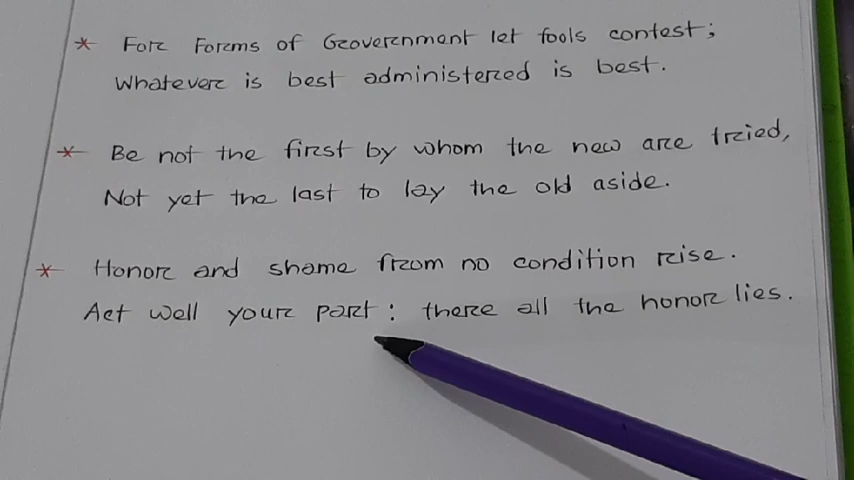 * For Forms of Government let fools contest;
Whatever is best administered is best.
* Be not the first by whom the new are tried,
Not yet the last to lay the old aside.
* Honor and shame from no condition rise.
Act well your part: there all the honor lies.